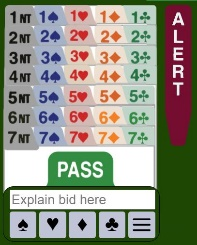 1NT 1♠ 1♥ 1♦ 1♣
2NT 2♠ 2♥ 2♦ 2♣
3NT 3♠ 3♥ 3♦ 3♣
4NT 4♠ 4♥ 4♦ 4♣
5NT 5♠ 5♥ 5♦ 5♣
6NT 6♠ 6♥ 6♦ 6♣
7NT 7♠ 7♥ 7♦ 7♣
ALERT
PASS
Explain bid here
♠ ♥ ♦ ♣